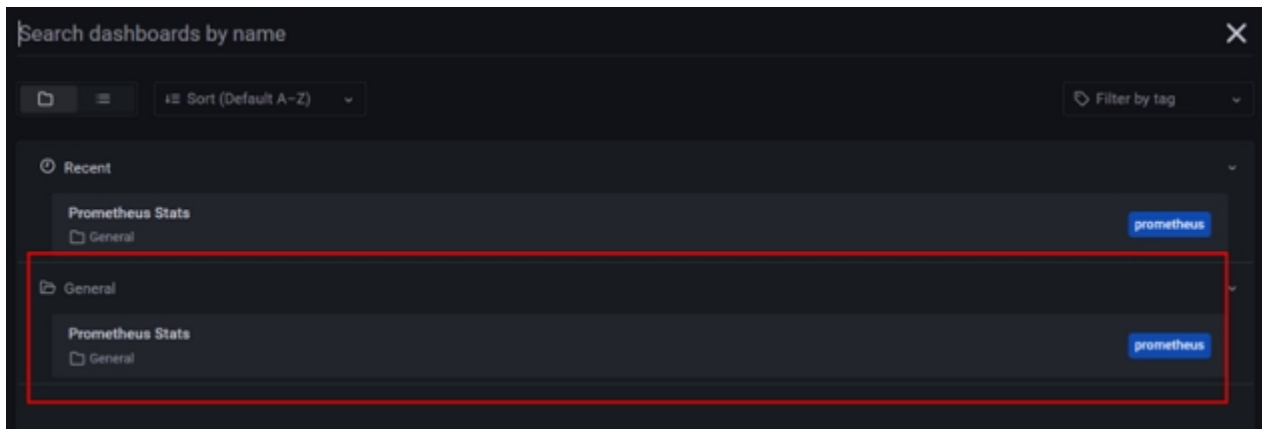 Search dashboards by name
Sort (Default A–Z)
Filter by tag
Recent
Prometheus Stats
prometheus
General
General
Prometheus Stats
prometheus
General